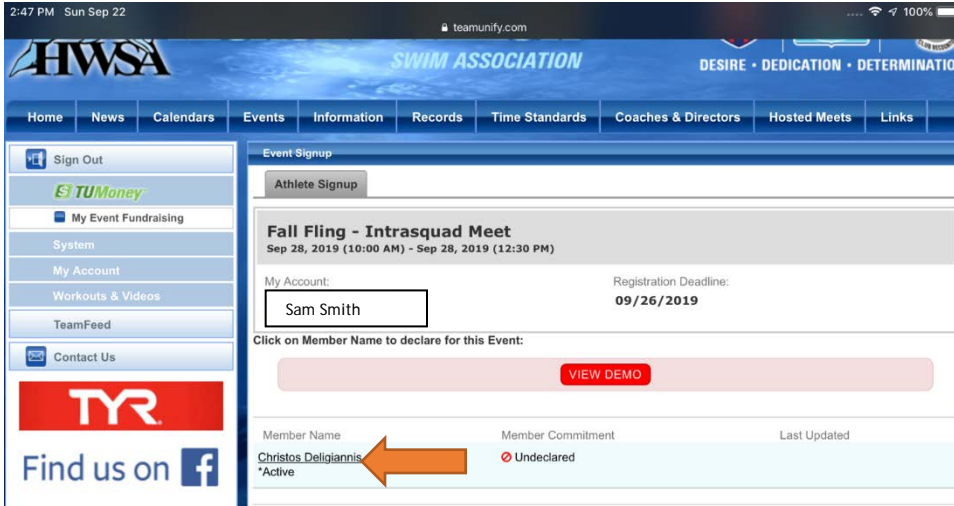 2:47 PM Sun Sep 22
100%
teamunify.com
HWSA
SWIM ASSOCIATION
DESIRE • DEDICATION • DETERMINATIO
Home News Calendars Events Information Records Time Standards Coaches & Directors Hosted Meets Links
Sign Out
TUMoney
My Event Fundraising
System
My Account
Workouts & Videos
TeamFeed
Contact Us
TYR
Find us on f
Event Signup
Athlete Signup
Fall Fling - Intrasquad Meet
Sep 28, 2019 (10:00 AM) - Sep 28, 2019 (12:30 PM)
My Account:
Sam Smith
Registration Deadline:
09/26/2019
Click on Member Name to declare for this Event:
VIEW DEMO
Member Name Member Commitment Last Updated
Christos Deligiannis Undeclared
*Active